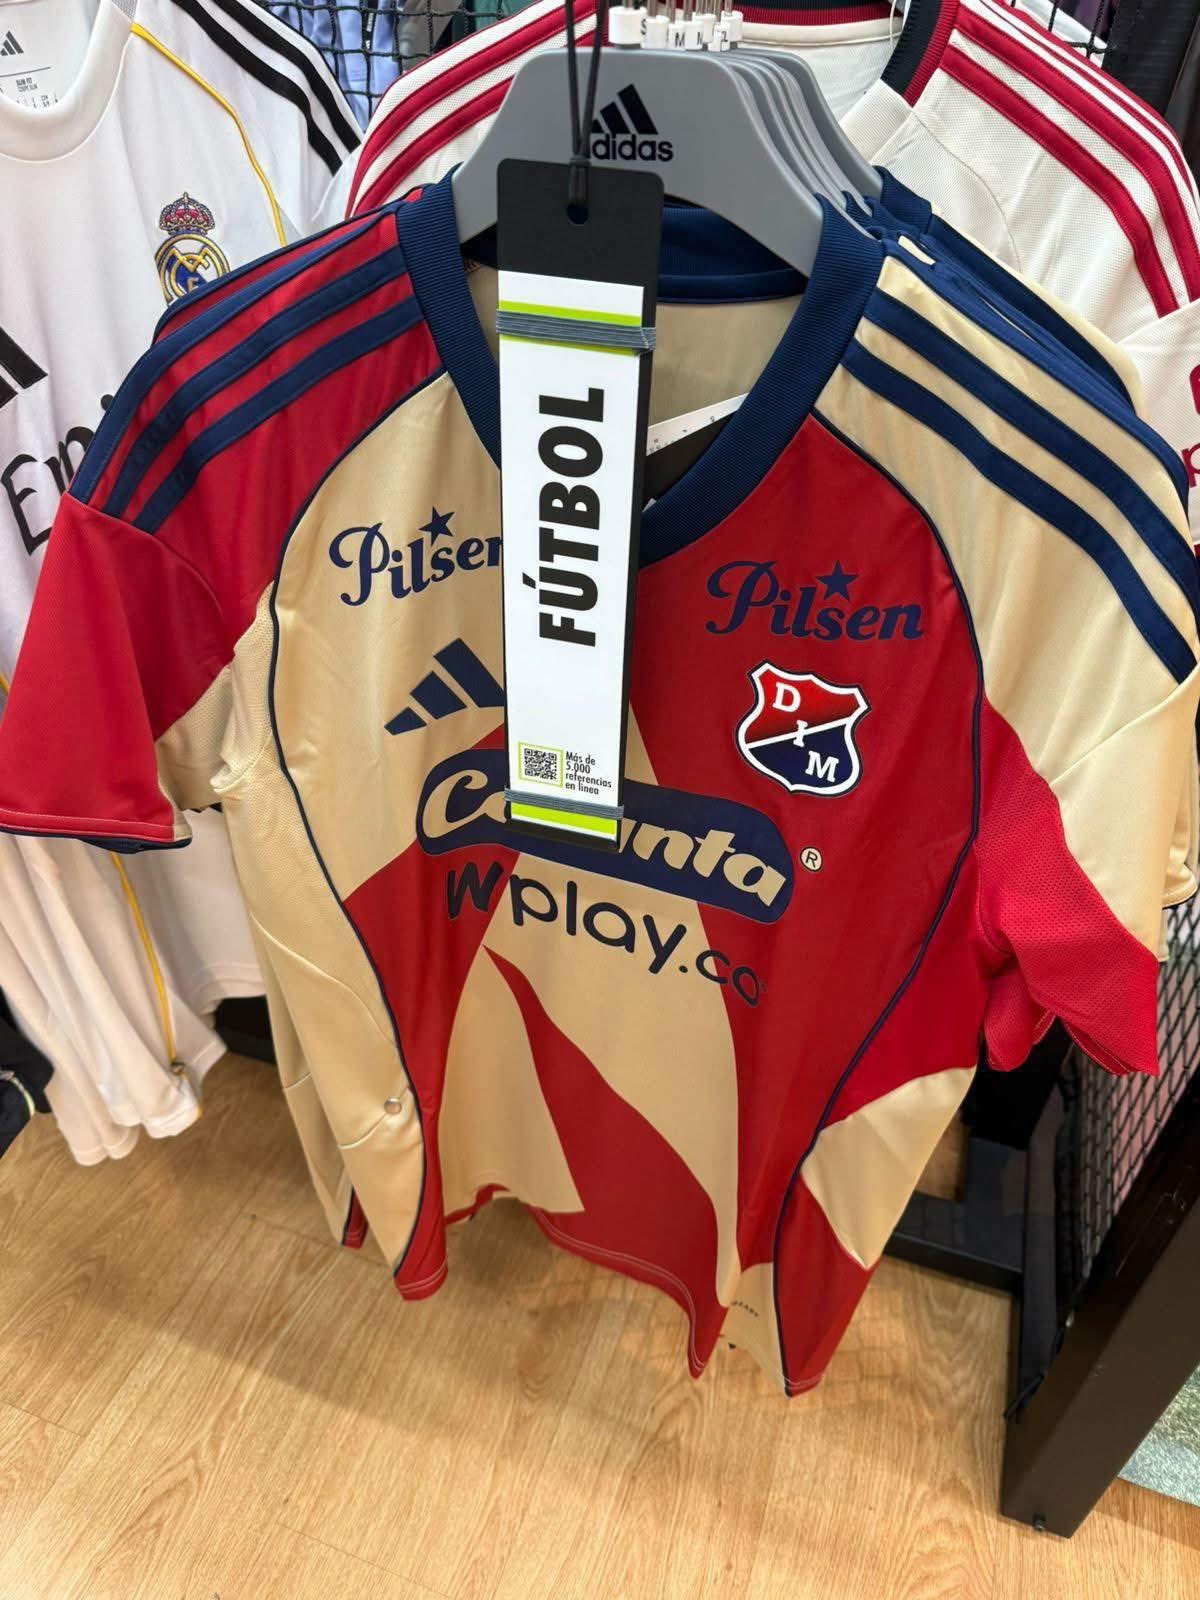 adidas
FÚTBOL
Más de
5.000
referencias
en línea
Pilsen
Pilsen
DIM
wplay.co
M
M